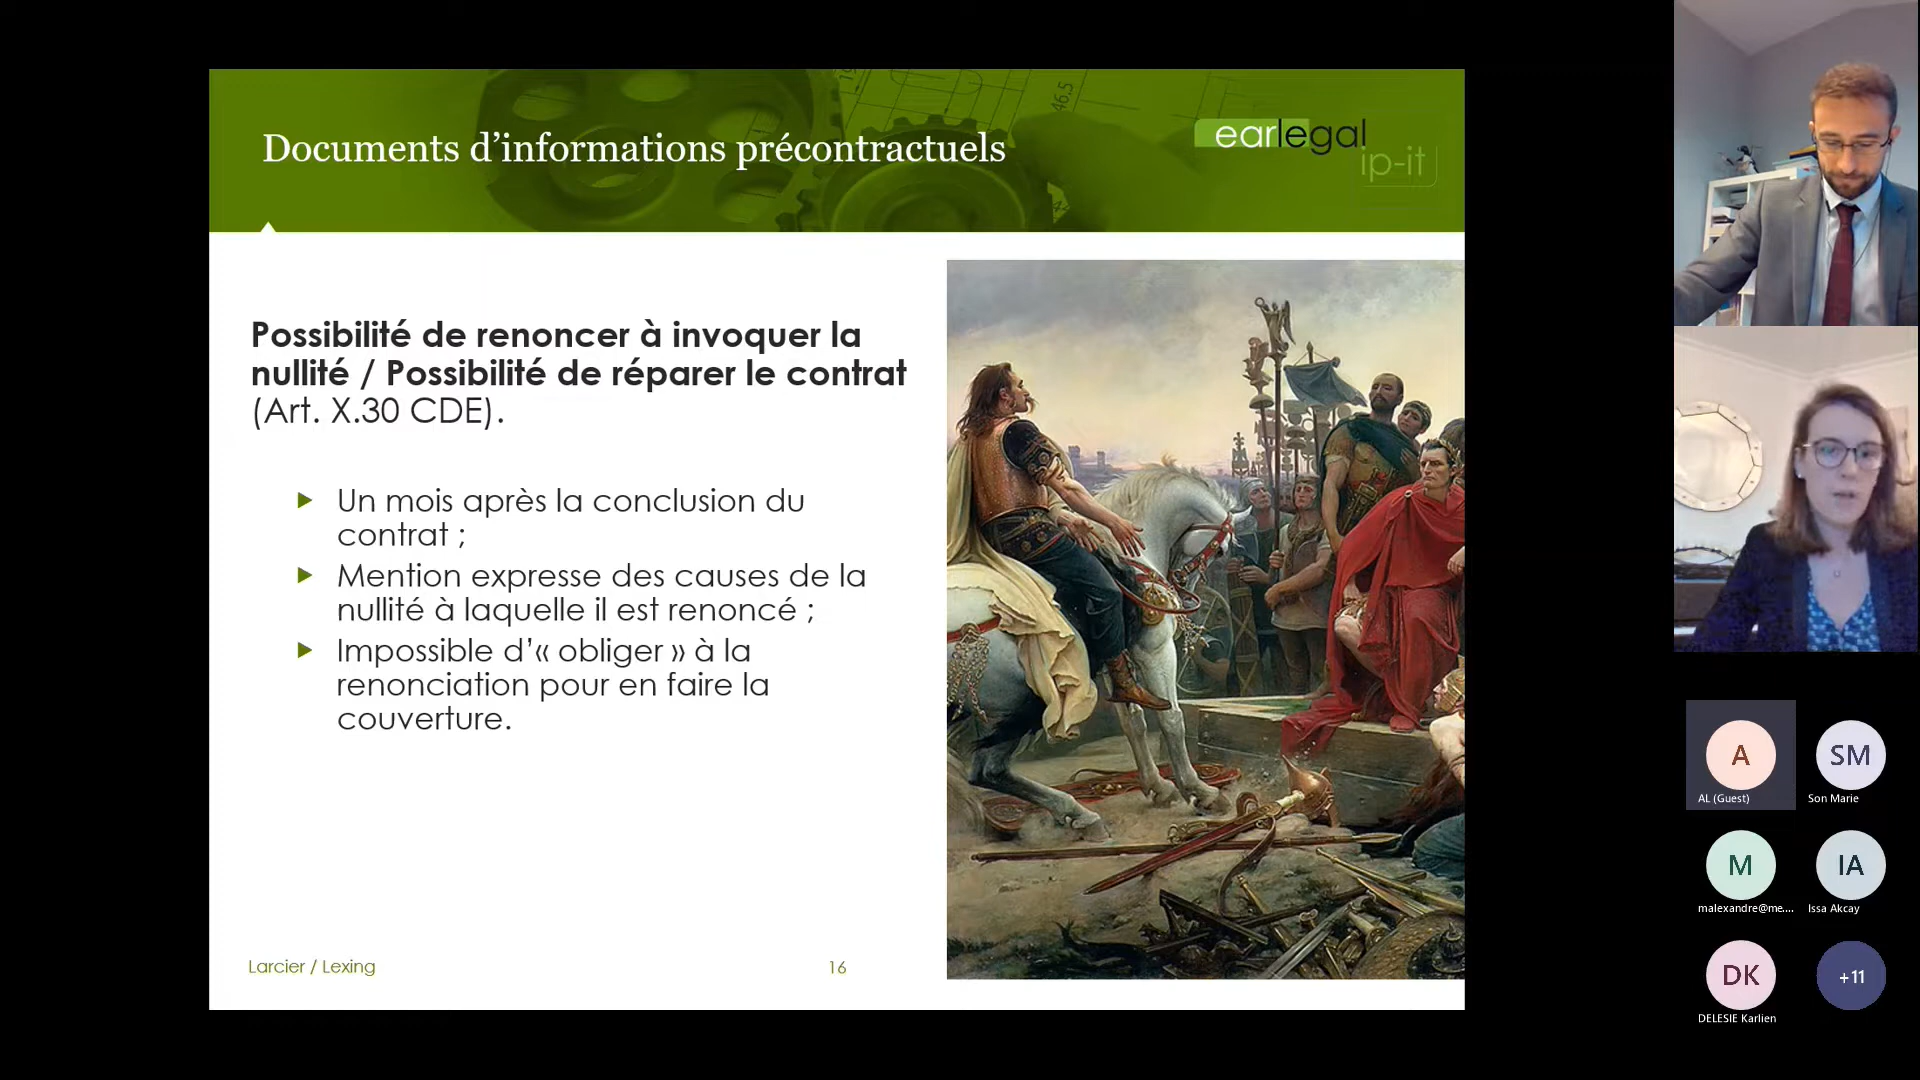 Documents d’informations précontractuels
earlegal
ip-it
46.5
Possibilité de renoncer à invoquer la
nullité / Possibilité de réparer le contrat
(Art. X.30 CDE).
Un mois après la conclusion du
contrat ;
Mention expresse des causes de la
nullité à laquelle il est renoncé ;
Impossible d’« obliger » à la
renonciation pour en faire la
couverture.
Larcier / Lexing
16
A
AL (Guest)
SM
Son Marie
M
malexandre@me....
IA
Issa Akcay
DK
DELESIE Karlien
+11